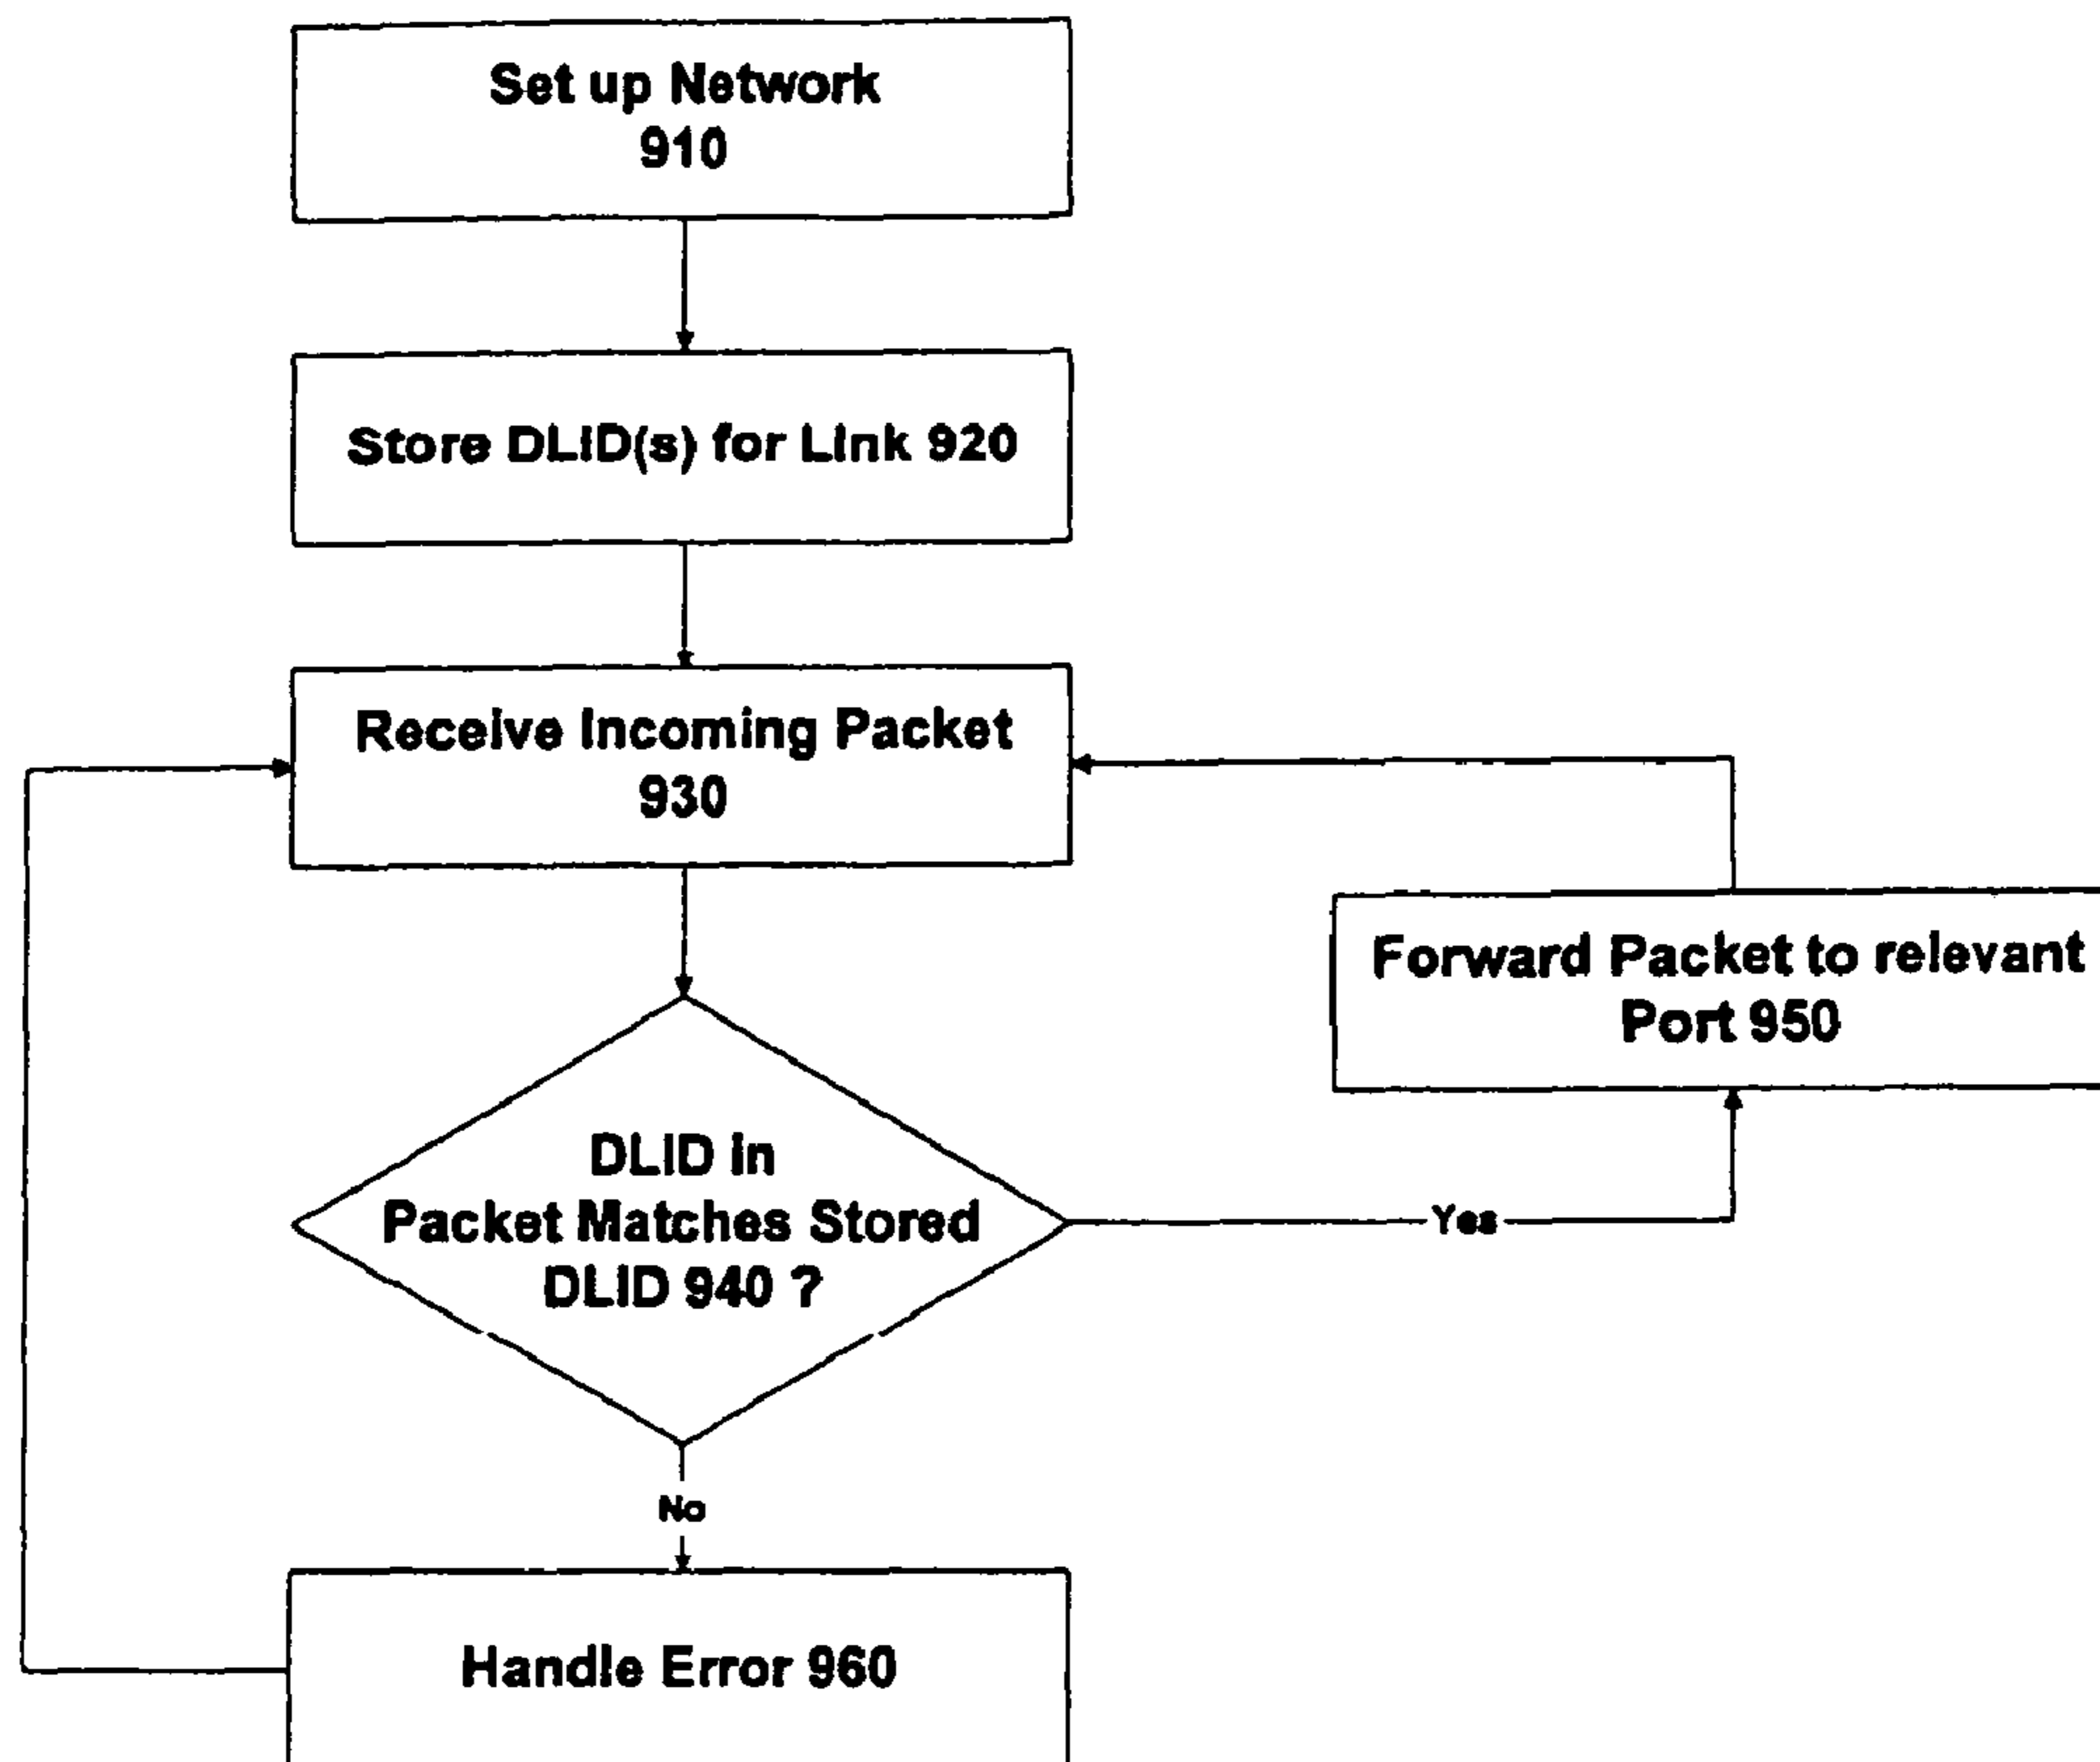 Set up Network
910
Store DLID(s) for Link 920
Receive Incoming Packet
930
Forward Packet to relevant
Port 950
DLID in
Packet Matches Stored
DLID 940 ?
Yes
No
Handle Error 960